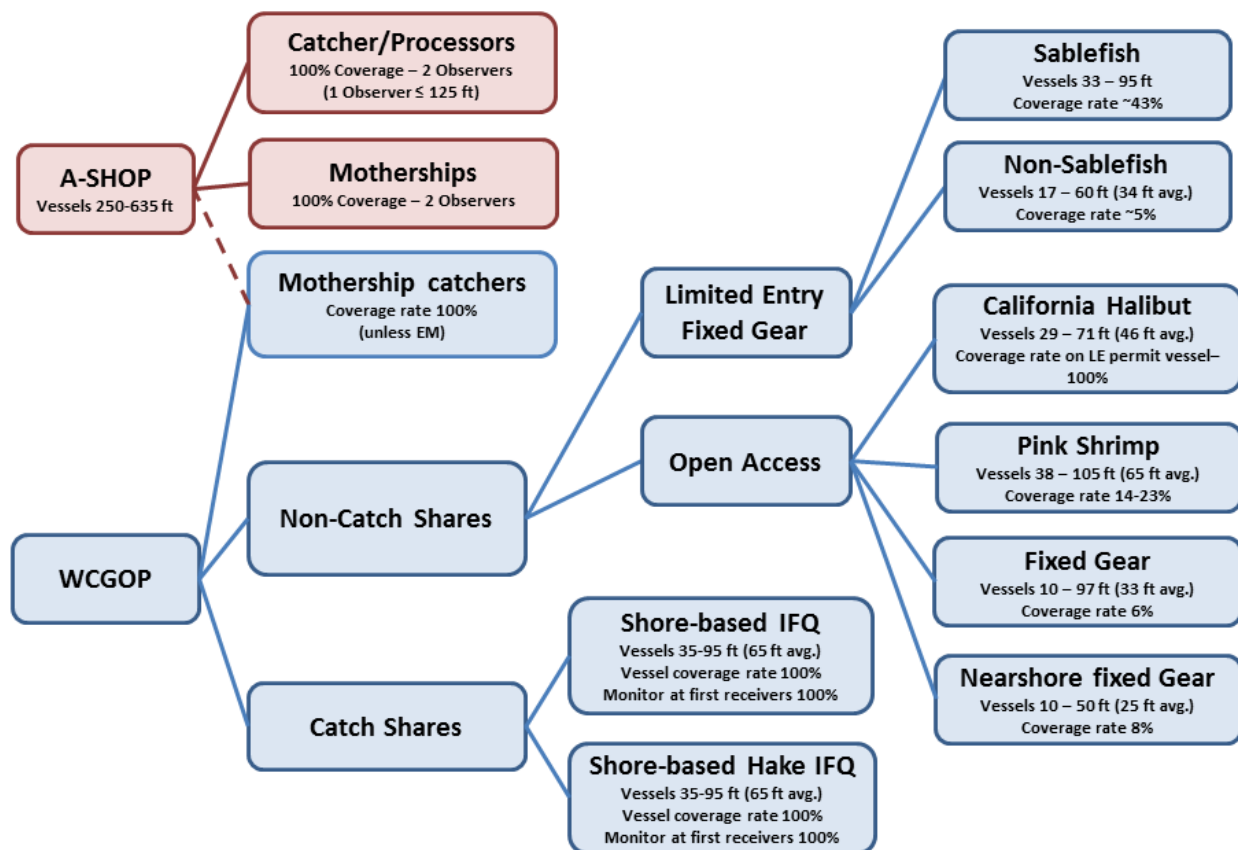 Catcher/Processors
100% Coverage – 2 Observers
(1 Observer ≤ 125 ft)
A-SHOP
Vessels 250-635 ft
Motherships
100% Coverage – 2 Observers
Mothership catchers
Coverage rate 100%
(unless EM)
WCGOP
Non-Catch Shares
Catch Shares
Limited Entry
Fixed Gear
Open Access
Shore-based IFQ
Vessels 35-95 ft (65 ft avg.)
Vessel coverage rate 100%
Monitor at first receivers 100%
Shore-based Hake IFQ
Vessels 35-95 ft (65 ft avg.)
Vessel coverage rate 100%
Monitor at first receivers 100%
Sablefish
Vessels 33 – 95 ft
Coverage rate ~43%
Non-Sablefish
Vessels 17 – 60 ft (34 ft avg.)
Coverage rate ~5%
California Halibut
Vessels 29 – 71 ft (46 ft avg.)
Coverage rate on LE permit vessel–
100%
Pink Shrimp
Vessels 38 – 105 ft (65 ft avg.)
Coverage rate 14-23%
Fixed Gear
Vessels 10 – 97 ft (33 ft avg.)
Coverage rate 6%
Nearshore fixed Gear
Vessels 10 – 50 ft (25 ft avg.)
Coverage rate 8%